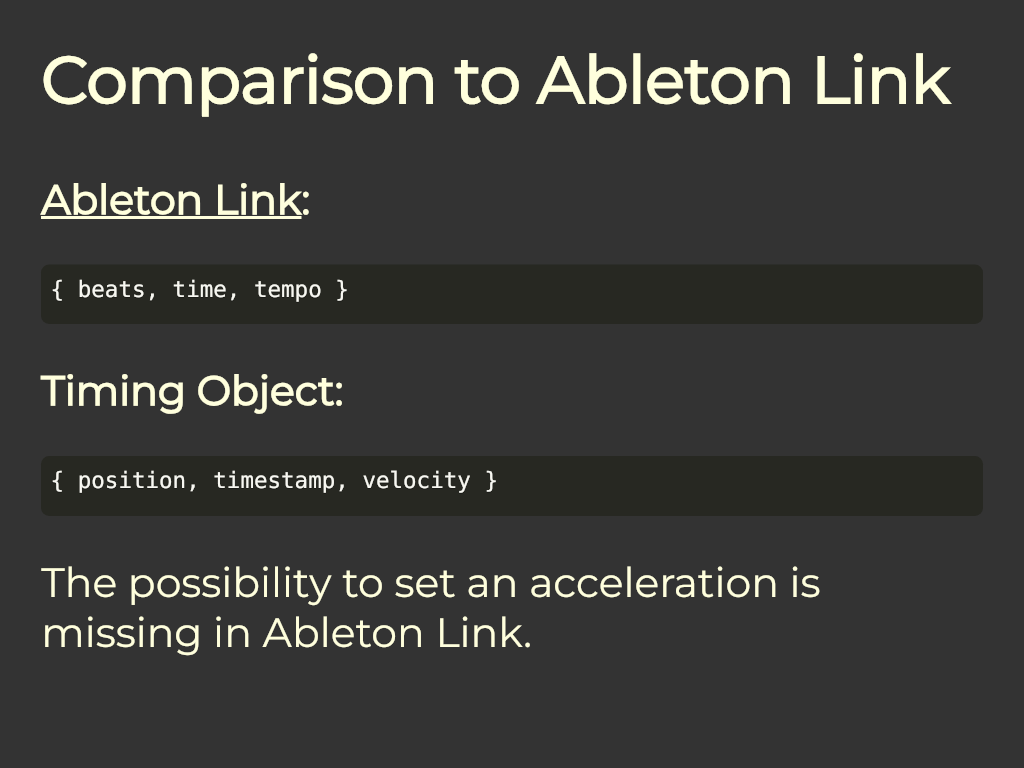 Comparison to Ableton Link
Ableton Link:
{ beats, time, tempo }
Timing Object:
{ position, timestamp, velocity }
The possibility to set an acceleration is
missing in Ableton Link.